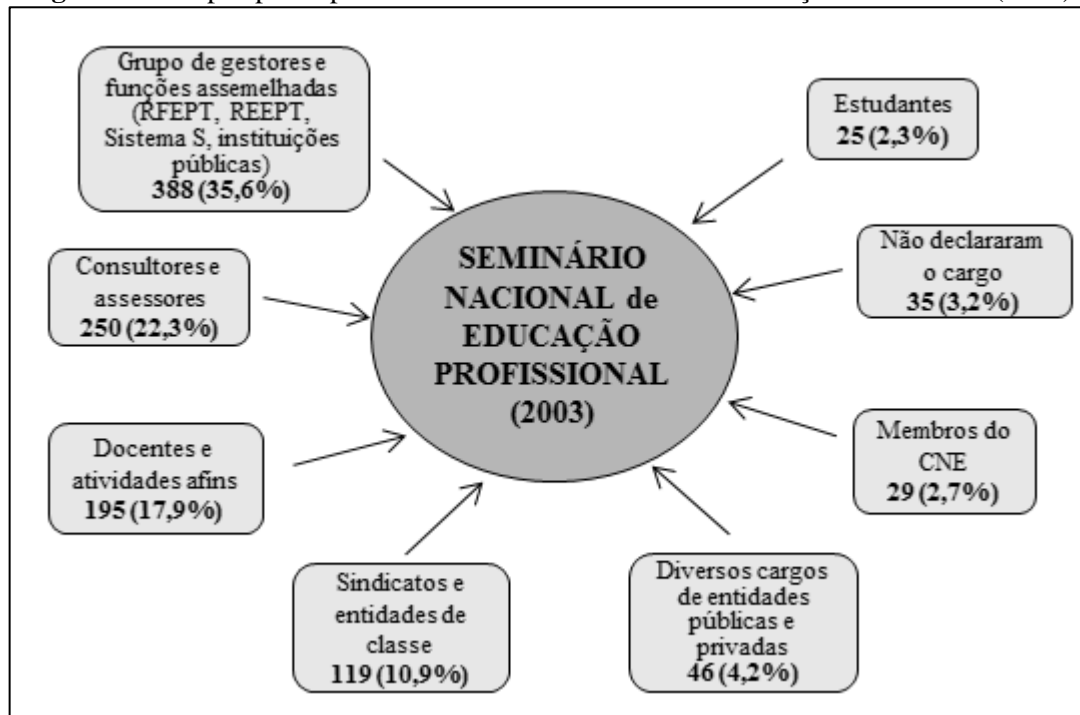 Grupo de gestores e
funções assemelhadas
(RFEPT, REEPT,
Sistema S, instituições
públicas)
388 (35,6%)
Estudantes
25 (2,3%)
Consultores e
assessores
250 (22,3%)
SEMINÁRIO
NACIONAL de
EDUCAÇÃO
PROFISSIONAL
(2003)
Não declararam
o cargo
35 (3,2%)
Docentes e
atividades afins
195 (17,9%)
Membros do
CNE
29 (2,7%)
Sindicatos e
entidades de
classe
119 (10,9%)
Diversos cargos
de entidades
públicas e
privadas
46 (4,2%)